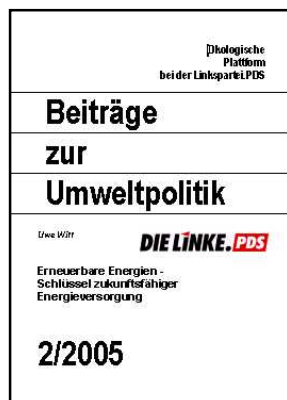 Ökologische
Plattform
bei der Linkspartei.PDS
Beiträge
zur
Umweltpolitik
Uwe Witt
DIE LINKE. PDS
Erneuerbare Energien -
Schlüssel zukunftsfähiger
Energieversorgung
2/2005